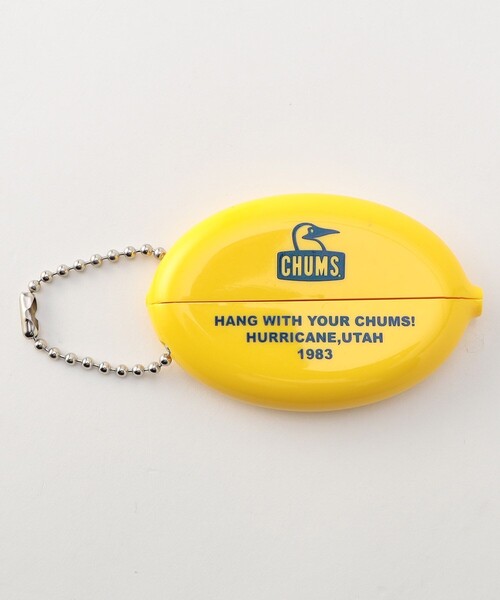 CHUMS
HANG WITH YOUR CHUMS!
HURRICANE,UTAH
1983